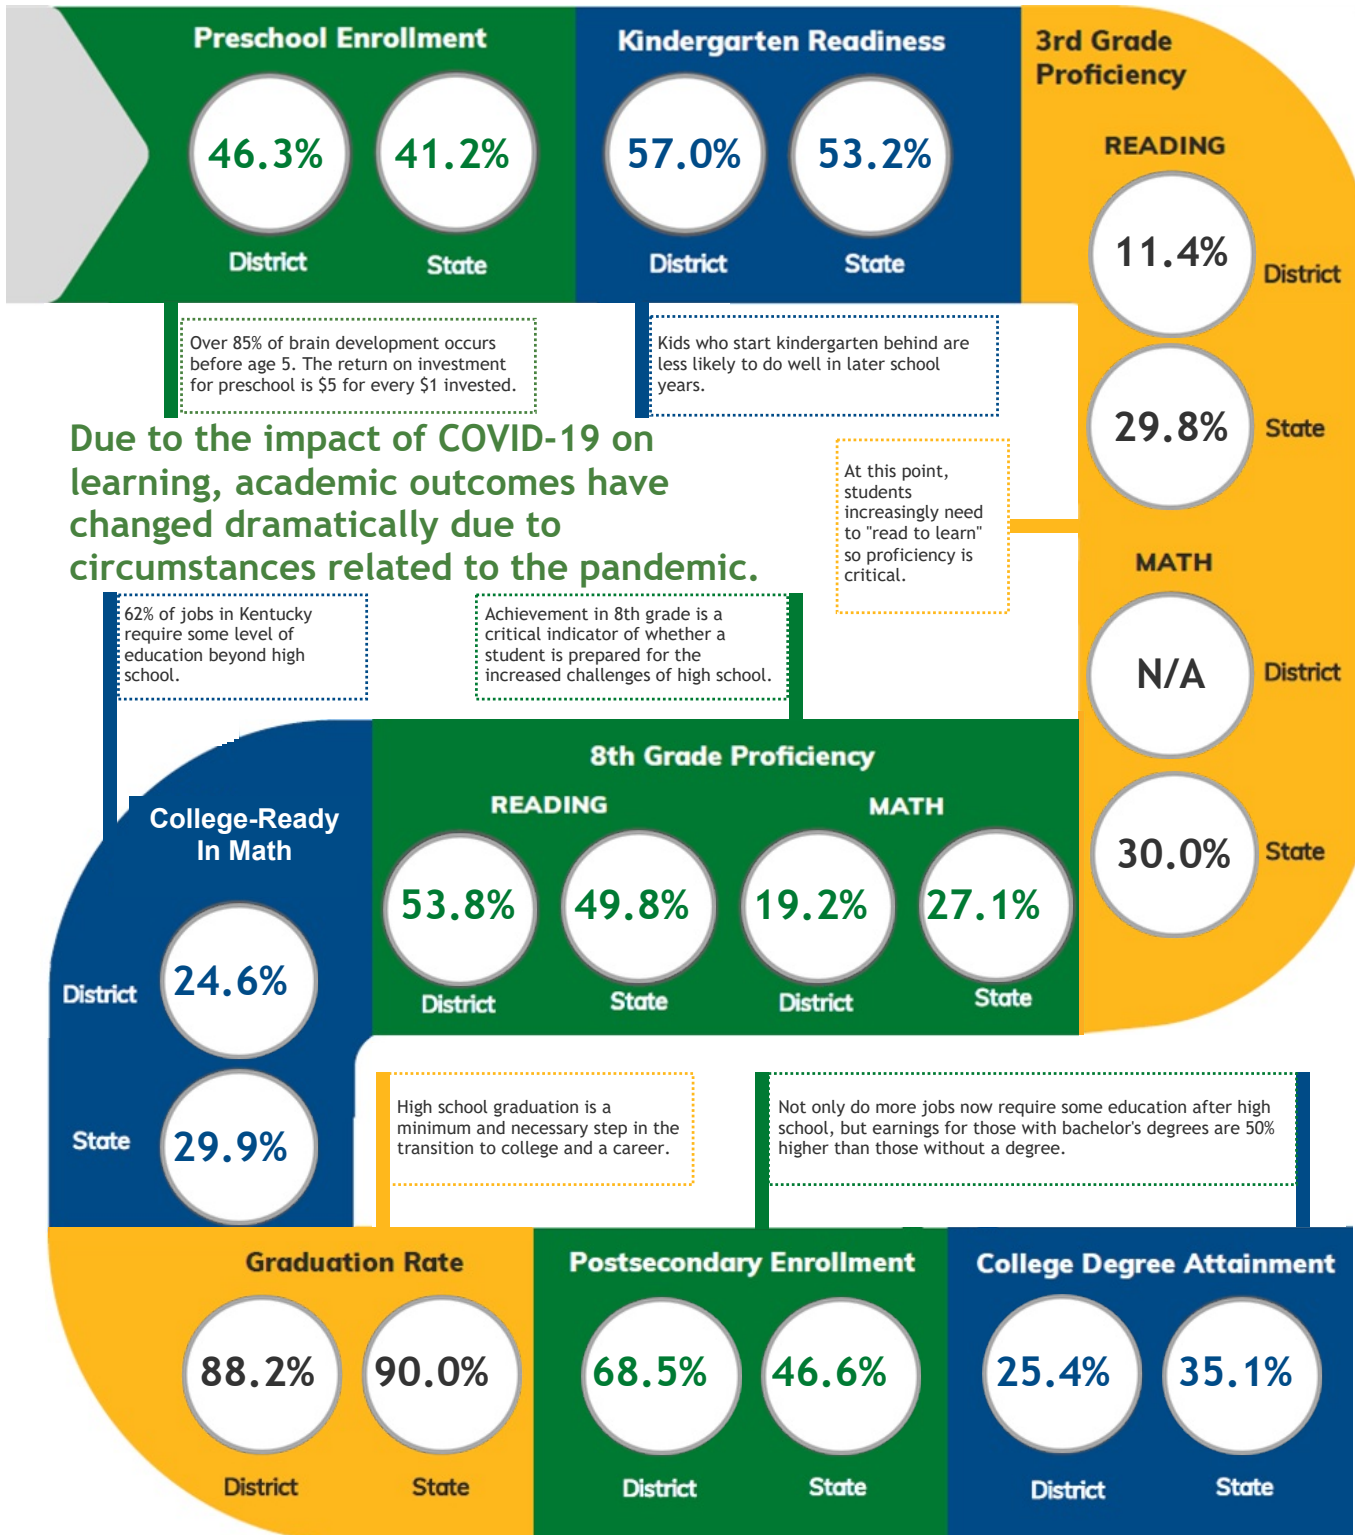 Preschool Enrollment
46.3%
41.2%
District
State
Kindergarten Readiness
57.0%
53.2%
District
State
3rd Grade
Proficiency
READING
11.4%
District
29.8%
State
MATH
N/A
District
30.0%
State
Over 85% of brain development occurs
before age 5. The return on investment
for preschool is $5 for every $1 invested.
Kids who start kindergarten behind are
less likely to do well in later school
years.
At this point,
students
increasingly need
to "read to learn"
so proficiency is
critical.
Due to the impact of COVID-19 on
learning, academic outcomes have
changed dramatically due to
circumstances related to the pandemic.
62% of jobs in Kentucky
require some level of
education beyond high
school.
Achievement in 8th grade is a
critical indicator of whether a
student is prepared for the
increased challenges of high school.
8th Grade Proficiency
READING
MATH
53.8%
49.8%
19.2%
27.1%
District
State
District
State
College-Ready
In Math
District
24.6%
State
29.9%
High school graduation is a
minimum and necessary step in the
transition to college and a career.
Not only do more jobs now require some education after high
school, but earnings for those with bachelor's degrees are 50%
higher than those without a degree.
Graduation Rate
88.2%
90.0%
District
State
Postsecondary Enrollment
68.5%
46.6%
District
State
College Degree Attainment
25.4%
35.1%
District
State